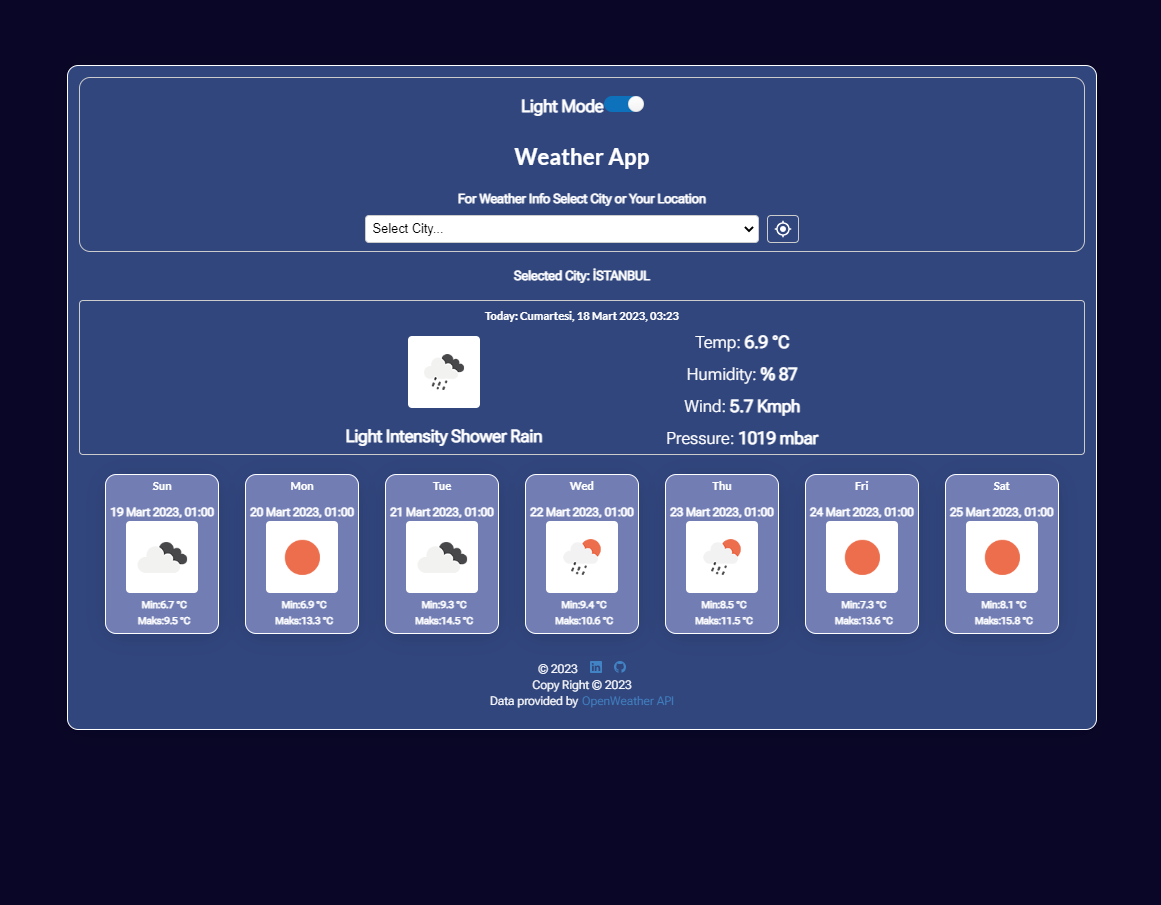 Light Mode
Weather App
For Weather Info Select City or Your Location
Select City...
Selected City: İSTANBUL
Today: Cumartesi, 18 Mart 2023, 03:23
Light Intensity Shower Rain
Temp: 6.9 °C
Humidity: % 87
Wind: 5.7 Kmph
Pressure: 1019 mbar
Sun
19 Mart 2023, 01:00
Min:6.7 °C
Maks:9.5 °C
Mon
20 Mart 2023, 01:00
Min:6.9 °C
Maks:13.3 °C
Tue
21 Mart 2023, 01:00
Min:9.3 °C
Maks:14.5 °C
Wed
22 Mart 2023, 01:00
Min:9.4 °C
Maks:10.6 °C
Thu
23 Mart 2023, 01:00
Min:8.5 °C
Maks:11.5 °C
Fri
24 Mart 2023, 01:00
Min:7.3 °C
Maks:13.6 °C
Sat
25 Mart 2023, 01:00
Min:8.1 °C
Maks:15.8 °C
© 2023
Copy Right © 2023
Data provided by OpenWeather API